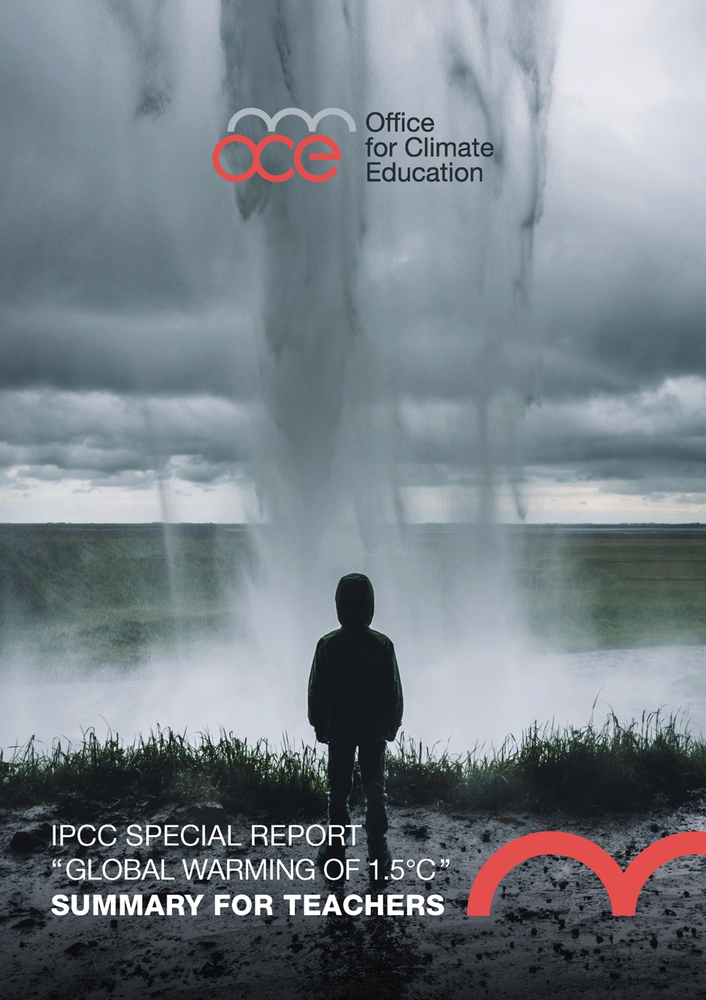 oce
Office
for Climate
Education
IPCC SPECIAL REPORT
“GLOBAL WARMING OF 1.5°C”
SUMMARY FOR TEACHERS